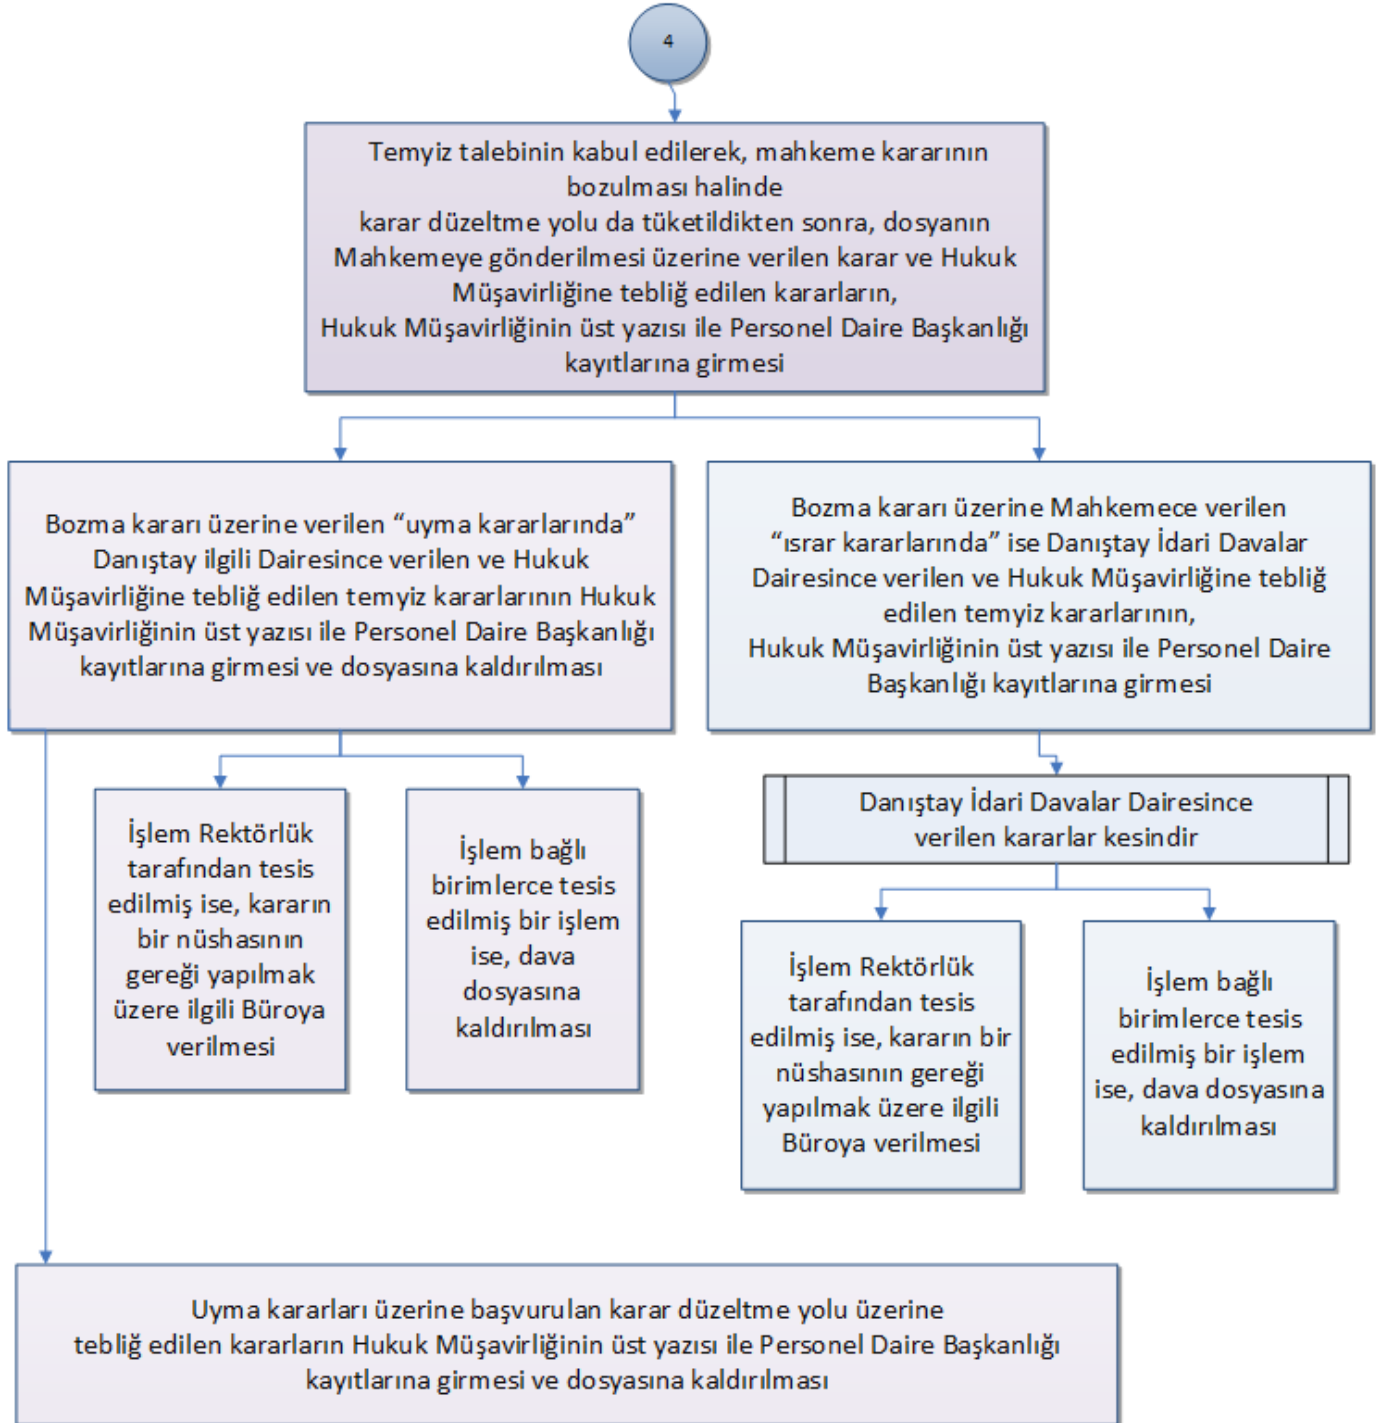 4
Temyiz talebinin kabul edilerek, mahkeme kararının
bozulması halinde
karar düzeltme yolu da tüketildikten sonra, dosyanın
Mahkemeye gönderilmesi üzerine verilen karar ve Hukuk
Müşavirliğine tebliğ edilen kararların,
Hukuk Müşavirliğinin üst yazısı ile Personel Daire Başkanlığı
kayıtlarına girmesi
Bozma kararı üzerine verilen “uyma kararlarında”
Danıştay ilgili Dairesince verilen ve Hukuk
Müşavirliğine tebliğ edilen temyiz kararlarının Hukuk
Müşavirliğinin üst yazısı ile Personel Daire Başkanlığı
kayıtlarına girmesi ve dosyasına kaldırılması
Bozma kararı üzerine Mahkemece verilen
“ısrar kararlarında” ise Danıştay İdari Davalar
Dairesince verilen ve Hukuk Müşavirliğine tebliğ
edilen temyiz kararlarının,
Hukuk Müşavirliğinin üst yazısı ile Personel Daire
Başkanlığı kayıtlarına girmesi
İşlem Rektörlük
tarafından tesis
edilmiş ise, kararın
bir nüshasının
gereği yapılmak
üzere ilgili Büroya
verilmesi
İşlem bağlı
birimlerce tesis
edilmiş bir işlem
ise, dava
dosyasına
kaldırılması
Danıştay İdari Davalar Dairesince
verilen kararlar kesindir
İşlem Rektörlük
tarafından tesis
edilmiş ise, kararın bir
nüshasının gereği
yapılmak üzere ilgili
Büroya verilmesi
İşlem bağlı
birimlerce tesis
edilmiş bir işlem
ise, dava dosyasına
kaldırılması
Uyma kararları üzerine başvurulan karar düzeltme yolu üzerine
tebliğ edilen kararların Hukuk Müşavirliğinin üst yazısı ile Personel Daire Başkanlığı
kayıtlarına girmesi ve dosyasına kaldırılması